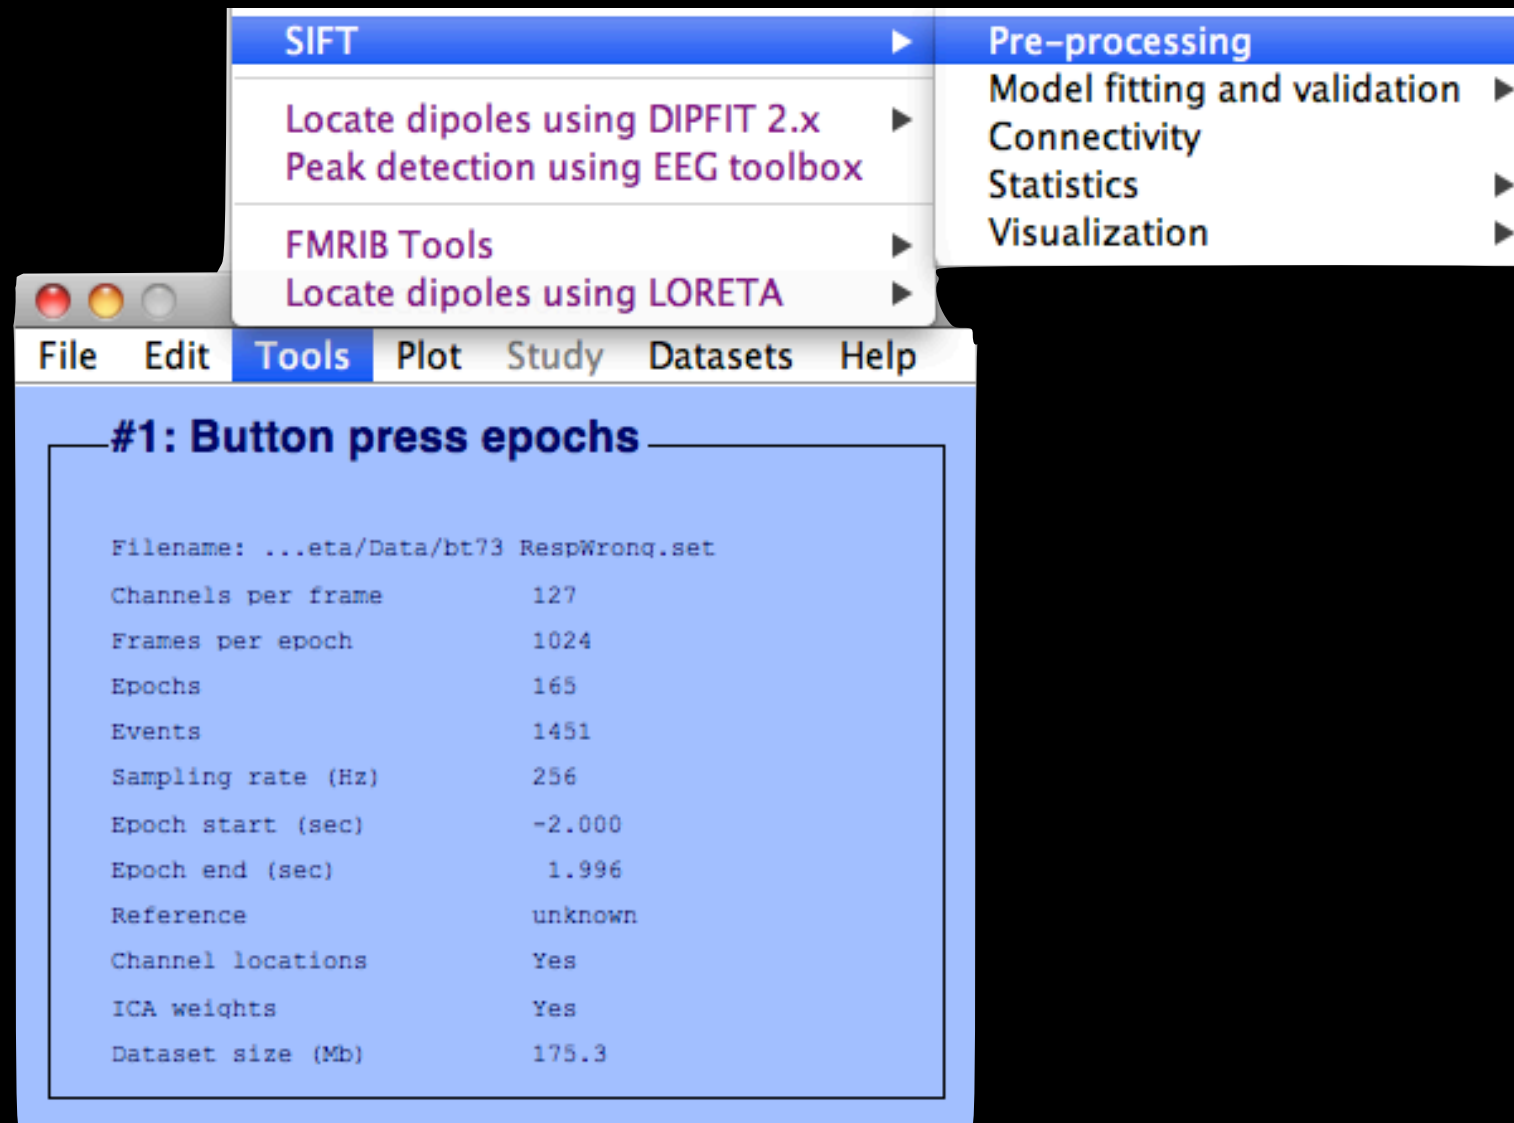 SIFT
Locate dipoles using DIPFIT 2.x
Peak detection using EEG toolbox
FMRIB Tools
Locate dipoles using LORETA
Pre-processing
Model fitting and validation
Connectivity
Statistics
Visualization
File Edit Tools Plot Study Datasets Help
#1: Button press epochs
Filename: ...eta/Data/bt73 RespWrong.set
Channels per frame 127
Frames per epoch 1024
Epochs 165
Events 1451
Sampling rate (Hz) 256
Epoch start (sec) -2.000
Epoch end (sec) 1.996
Reference unknown
Channel locations Yes
ICA weights Yes
Dataset size (Mb) 175.3